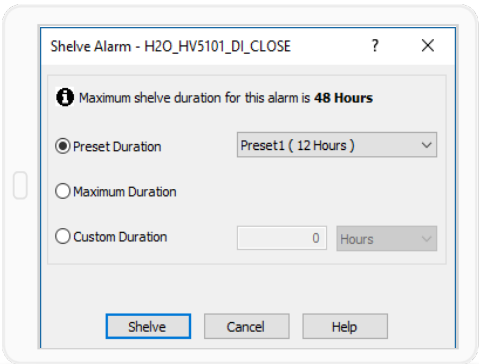 Shelve Alarm - H2O_HV5101_DI_CLOSE ? ×
Maximum shelve duration for this alarm is 48 Hours
Preset Duration Preset1 ( 12 Hours )
Maximum Duration
Custom Duration 0 Hours
Shelve Cancel Help